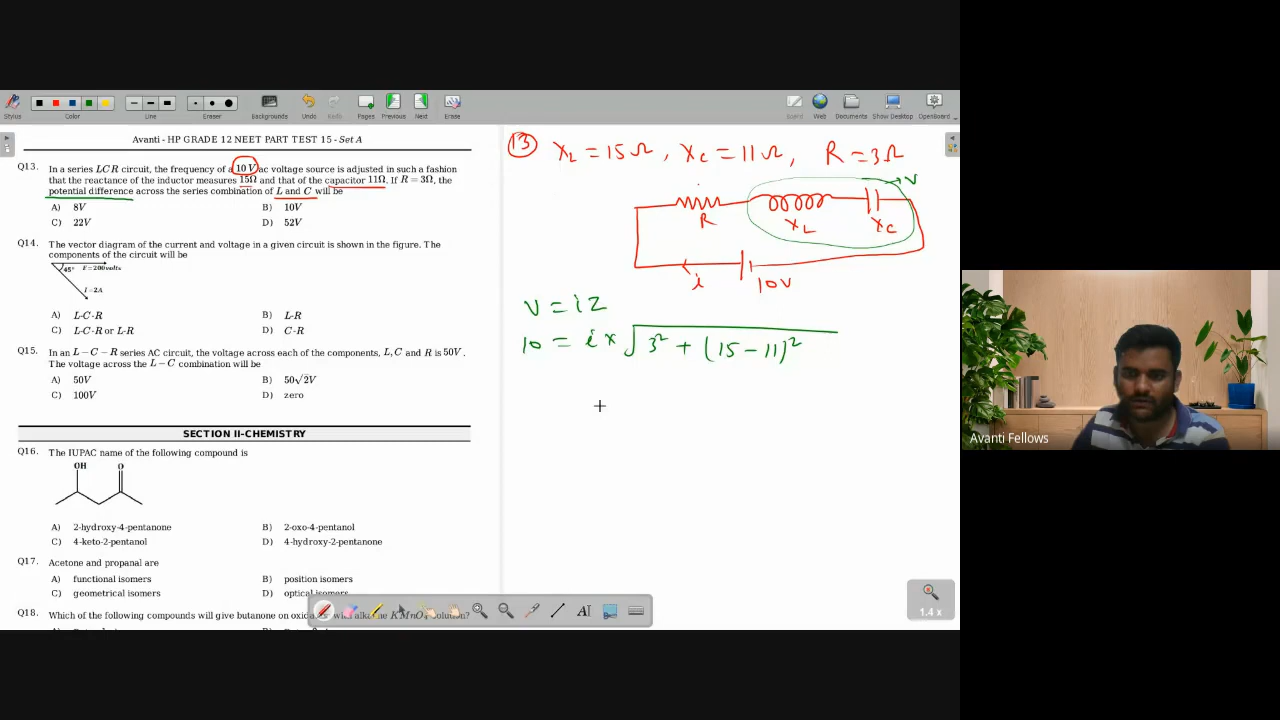 Stylus
Color
Line
Eraser
Backgrounds
Undo
Redo
Pages
Previous
Next
Erase
Board
Web
Documents
Show Desktop
OpenBoard
Avanti - HP GRADE 12 NEET PART TEST 15 - Set A
Q13. In a series LCR circuit, the frequency of a 10 V ac voltage source is adjusted in such a fashion
that the reactance of the inductor measures 15Ω and that of the capacitor 11Ω. If R = 3Ω, the
potential difference across the series combination of L and C will be
A) 8V B) 10V
C) 22V D) 52V
Q14. The vector diagram of the current and voltage in a given circuit is shown in the figure. The
components of the circuit will be
45° E=200volts
I=2A
A) L-C-R B) L-R
C) L-C-R or L-R D) C-R
Q15. In an L − C − R series AC circuit, the voltage across each of the components, L, C and R is 50V.
The voltage across the L − C combination will be
A) 50V B) 50√2V
C) 100V D) zero
SECTION II-CHEMISTRY
Q16. The IUPAC name of the following compound is
OH O
A) 2-hydroxy-4-pentanone B) 2-oxo-4-pentanol
C) 4-keto-2-pentanol D) 4-hydroxy-2-pentanone
Q17. Acetone and propanal are
A) functional isomers B) position isomers
C) geometrical isomers D) optical
Q18. Which of the following compounds will give butanone on
KMnO₄ solution?
13 XL = 15Ω, XC = 11Ω, R = 3Ω
V
R XL XC
i 10V
V = iZ
10 = i × √3² + (15 − 11)²
Avanti Fellows
1.4 x